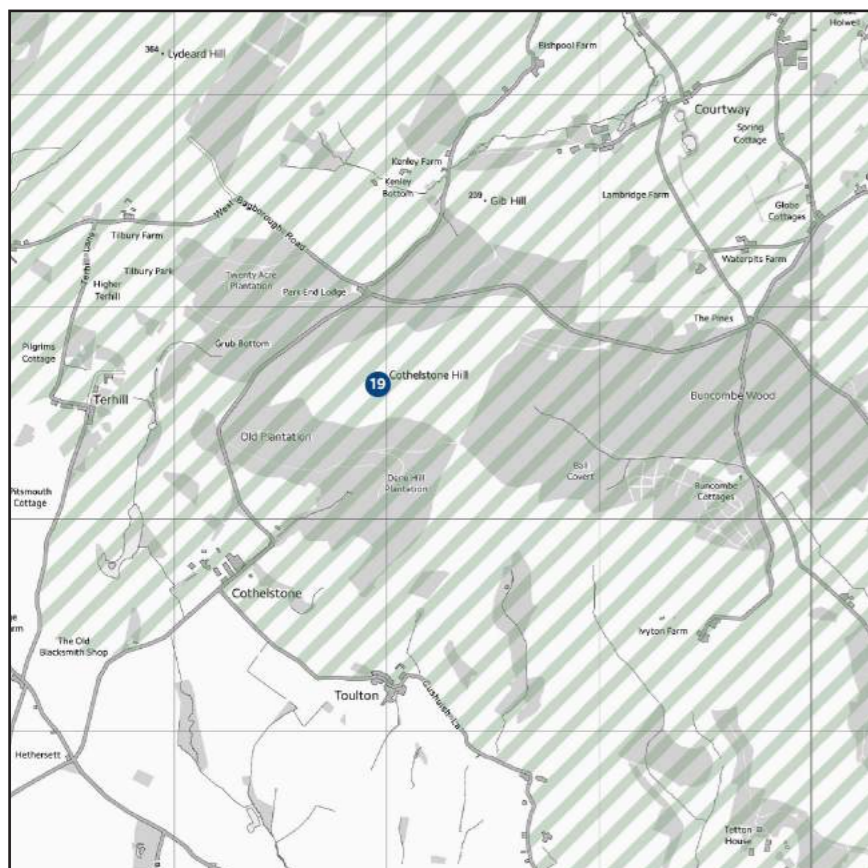 Holwell
364
Lydeard Hill
Bishpool Farm
Courtway
Spring
Cottage
Kenley Farm
Kenley
Bottom
209
Gib Hill
Lambridge Farm
Globe
Cottages
West Bagborough Road
Tilbury Farm
Terhill Lane
Tilbury Park
Higher
Terhill
Twenty Acre
Plantation
Park End Lodge
Waterpits Farm
The Pines
Pilgrims
Cottage
Grub Bottom
19
Cothelstone Hill
Terhill
Buncombe Wood
Old Plantation
Dene Hill
Plantation
Ball
Covert
Buncombe
Cottages
Pitsmouth
Cottage
Cothelstone
The Old
Blacksmith Shop
Ivyton Farm
Toulton
Cushuish La
Hethersett
Tetton
House